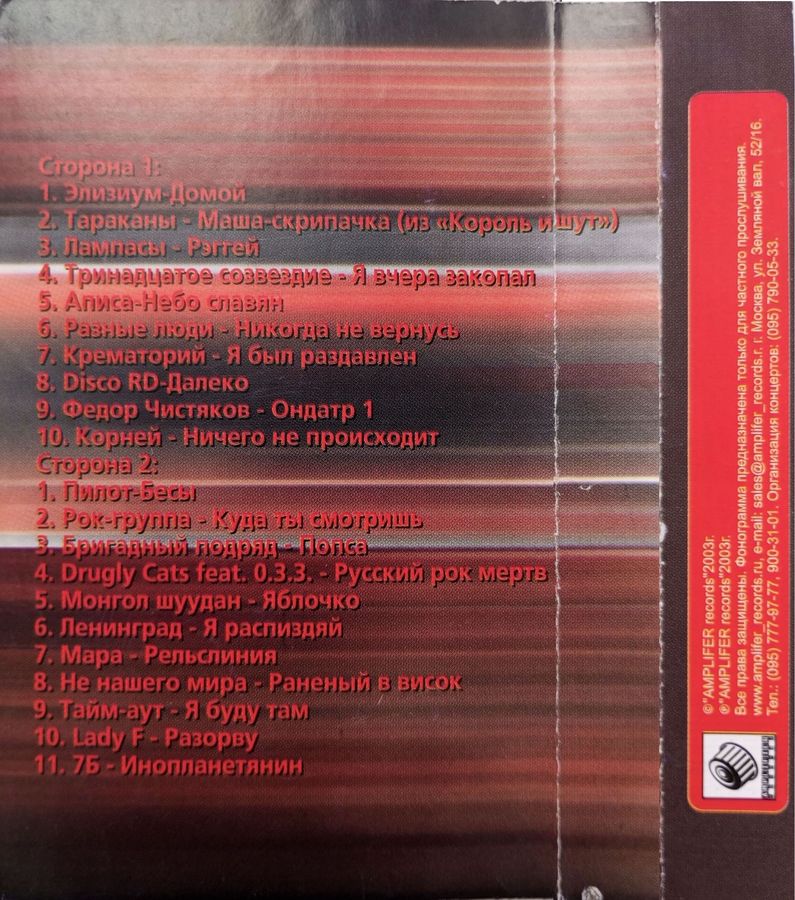 Сторона 1:
1. Элизиум-Домой
2. Тараканы - Маша-скрипачка (из «Король и шут»)
3. Лампасы - Рэггей
4. Тринадцатое созвездие - Я вчера закопал
5. Алиса-Небо славян
6. Разные люди - Никогда не вернусь
7. Крематорий - Я был раздавлен
8. Disco RD-Далеко
9. Федор Чистяков - Ондатр 1
10. Корней - Ничего не происходит
Сторона 2:
1. Пилот-Бесы
2. Рок-группа - Куда ты смотришь
3. Бригадный подряд - Попса
4. Drugly Cats feat. 0.3.3. - Русский рок мертв
5. Монгол шуудан - Яблочко
6. Ленинград - Я распиздяй
7. Мара - Рельслиния
8. Не нашего мира - Раненый в висок
9. Тайм-аут - Я буду там
10. Lady F - Разорву
11. 7Б - Инопланетянин
©"AMPLIFER records"2003г.
℗"AMPLIFER records"2003г.
Все права защищены. Фонограмма предназначена только для частного прослушивания.
www.amplifer_records.ru, e-mail: sales@amplifer_records.r. г. Москва, ул. Земляной вал, 52/16.
Тел.: (095) 777-97-77, 900-31-01. Организация концертов: (095) 790-05-33.